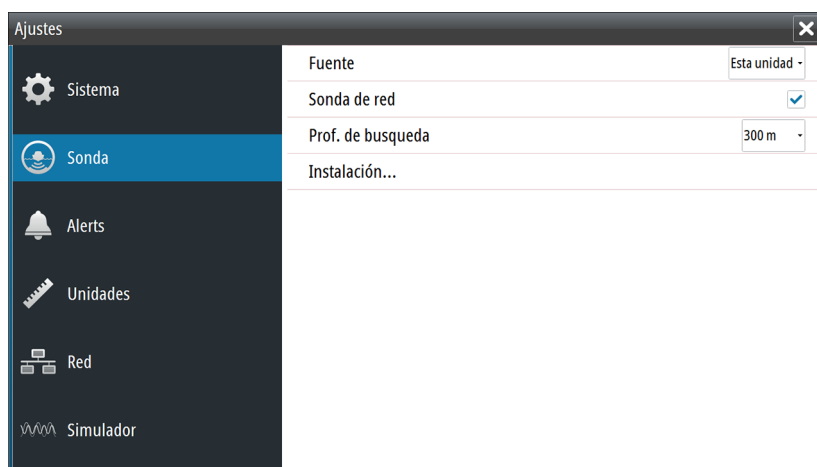 Ajustes
Sistema
Sonda
Alerts
Unidades
Red
Simulador
Fuente
Esta unidad
Sonda de red
Prof. de busqueda
300 m
Instalación...